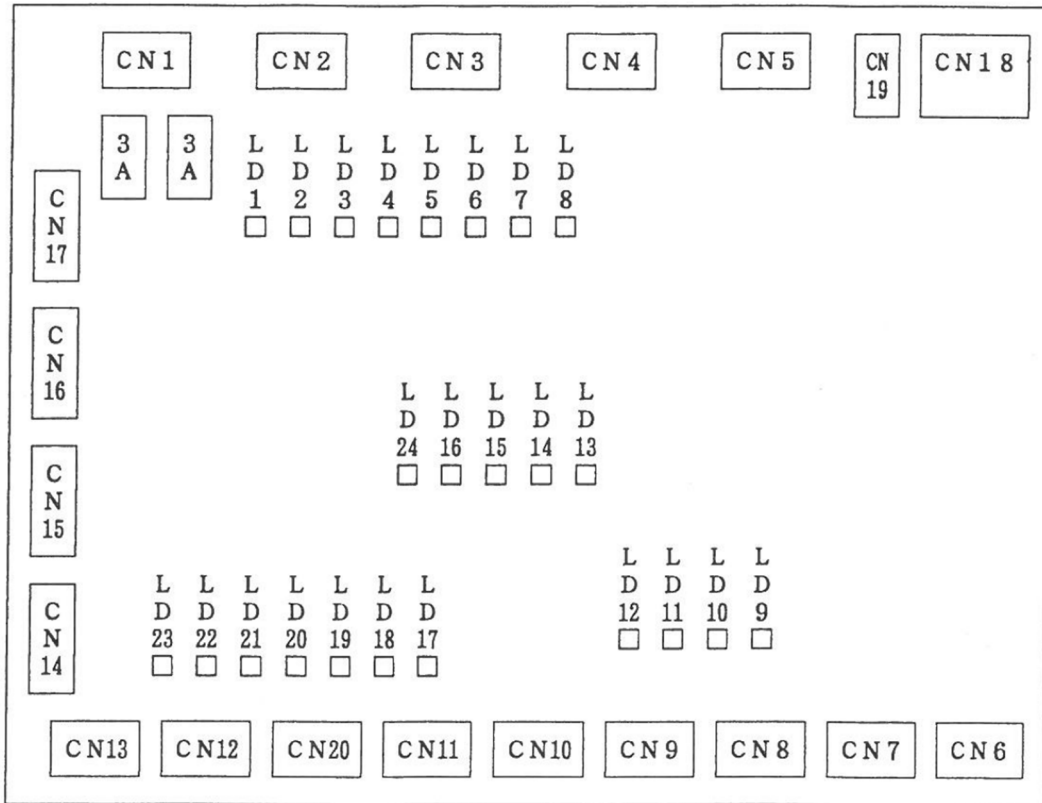 CN1 CN2 CN3 CN4 CN5 CN 19 CN18
3A 3A
LD1 LD2 LD3 LD4 LD5 LD6 LD7 LD8
CN17
CN16
LD24 LD16 LD15 LD14 LD13
CN15
LD12 LD11 LD10 LD9
CN14
LD23 LD22 LD21 LD20 LD19 LD18 LD17
CN13 CN12 CN20 CN11 CN10 CN9 CN8 CN7 CN6